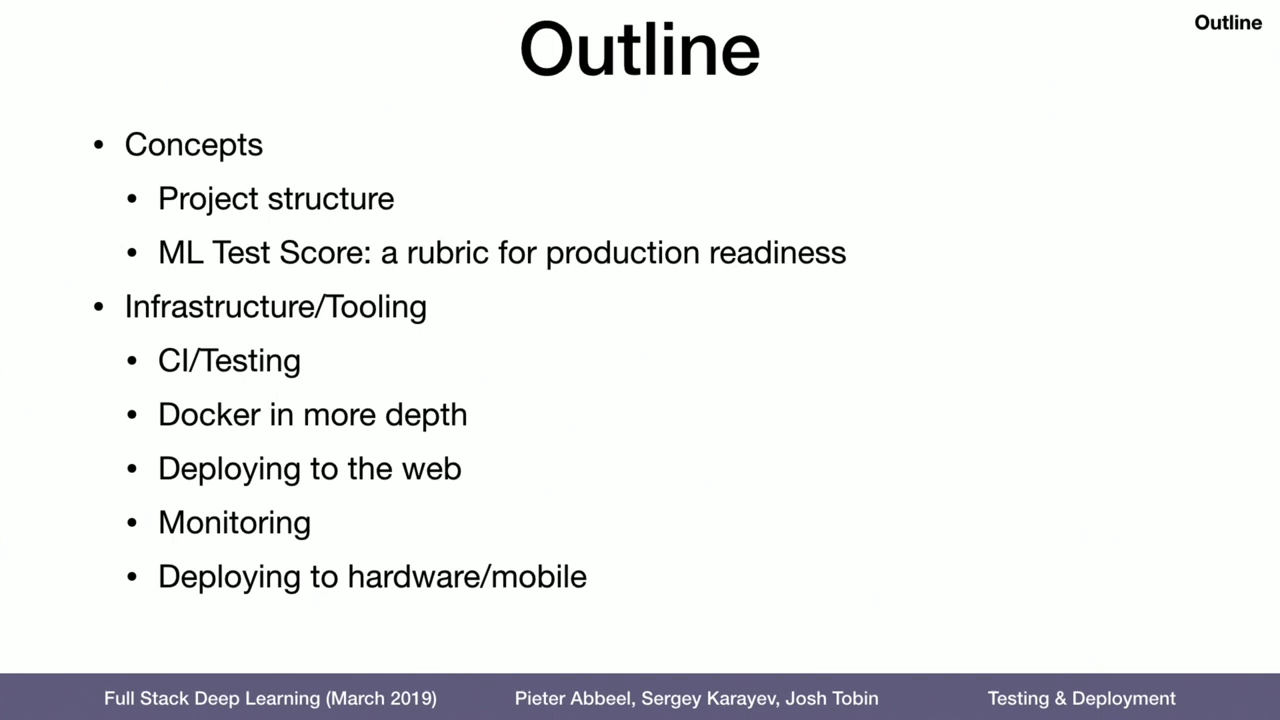 Outline
Outline
• Concepts
• Project structure
• ML Test Score: a rubric for production readiness
• Infrastructure/Tooling
• CI/Testing
• Docker in more depth
• Deploying to the web
• Monitoring
• Deploying to hardware/mobile
Full Stack Deep Learning (March 2019) Pieter Abbeel, Sergey Karayev, Josh Tobin Testing & Deployment